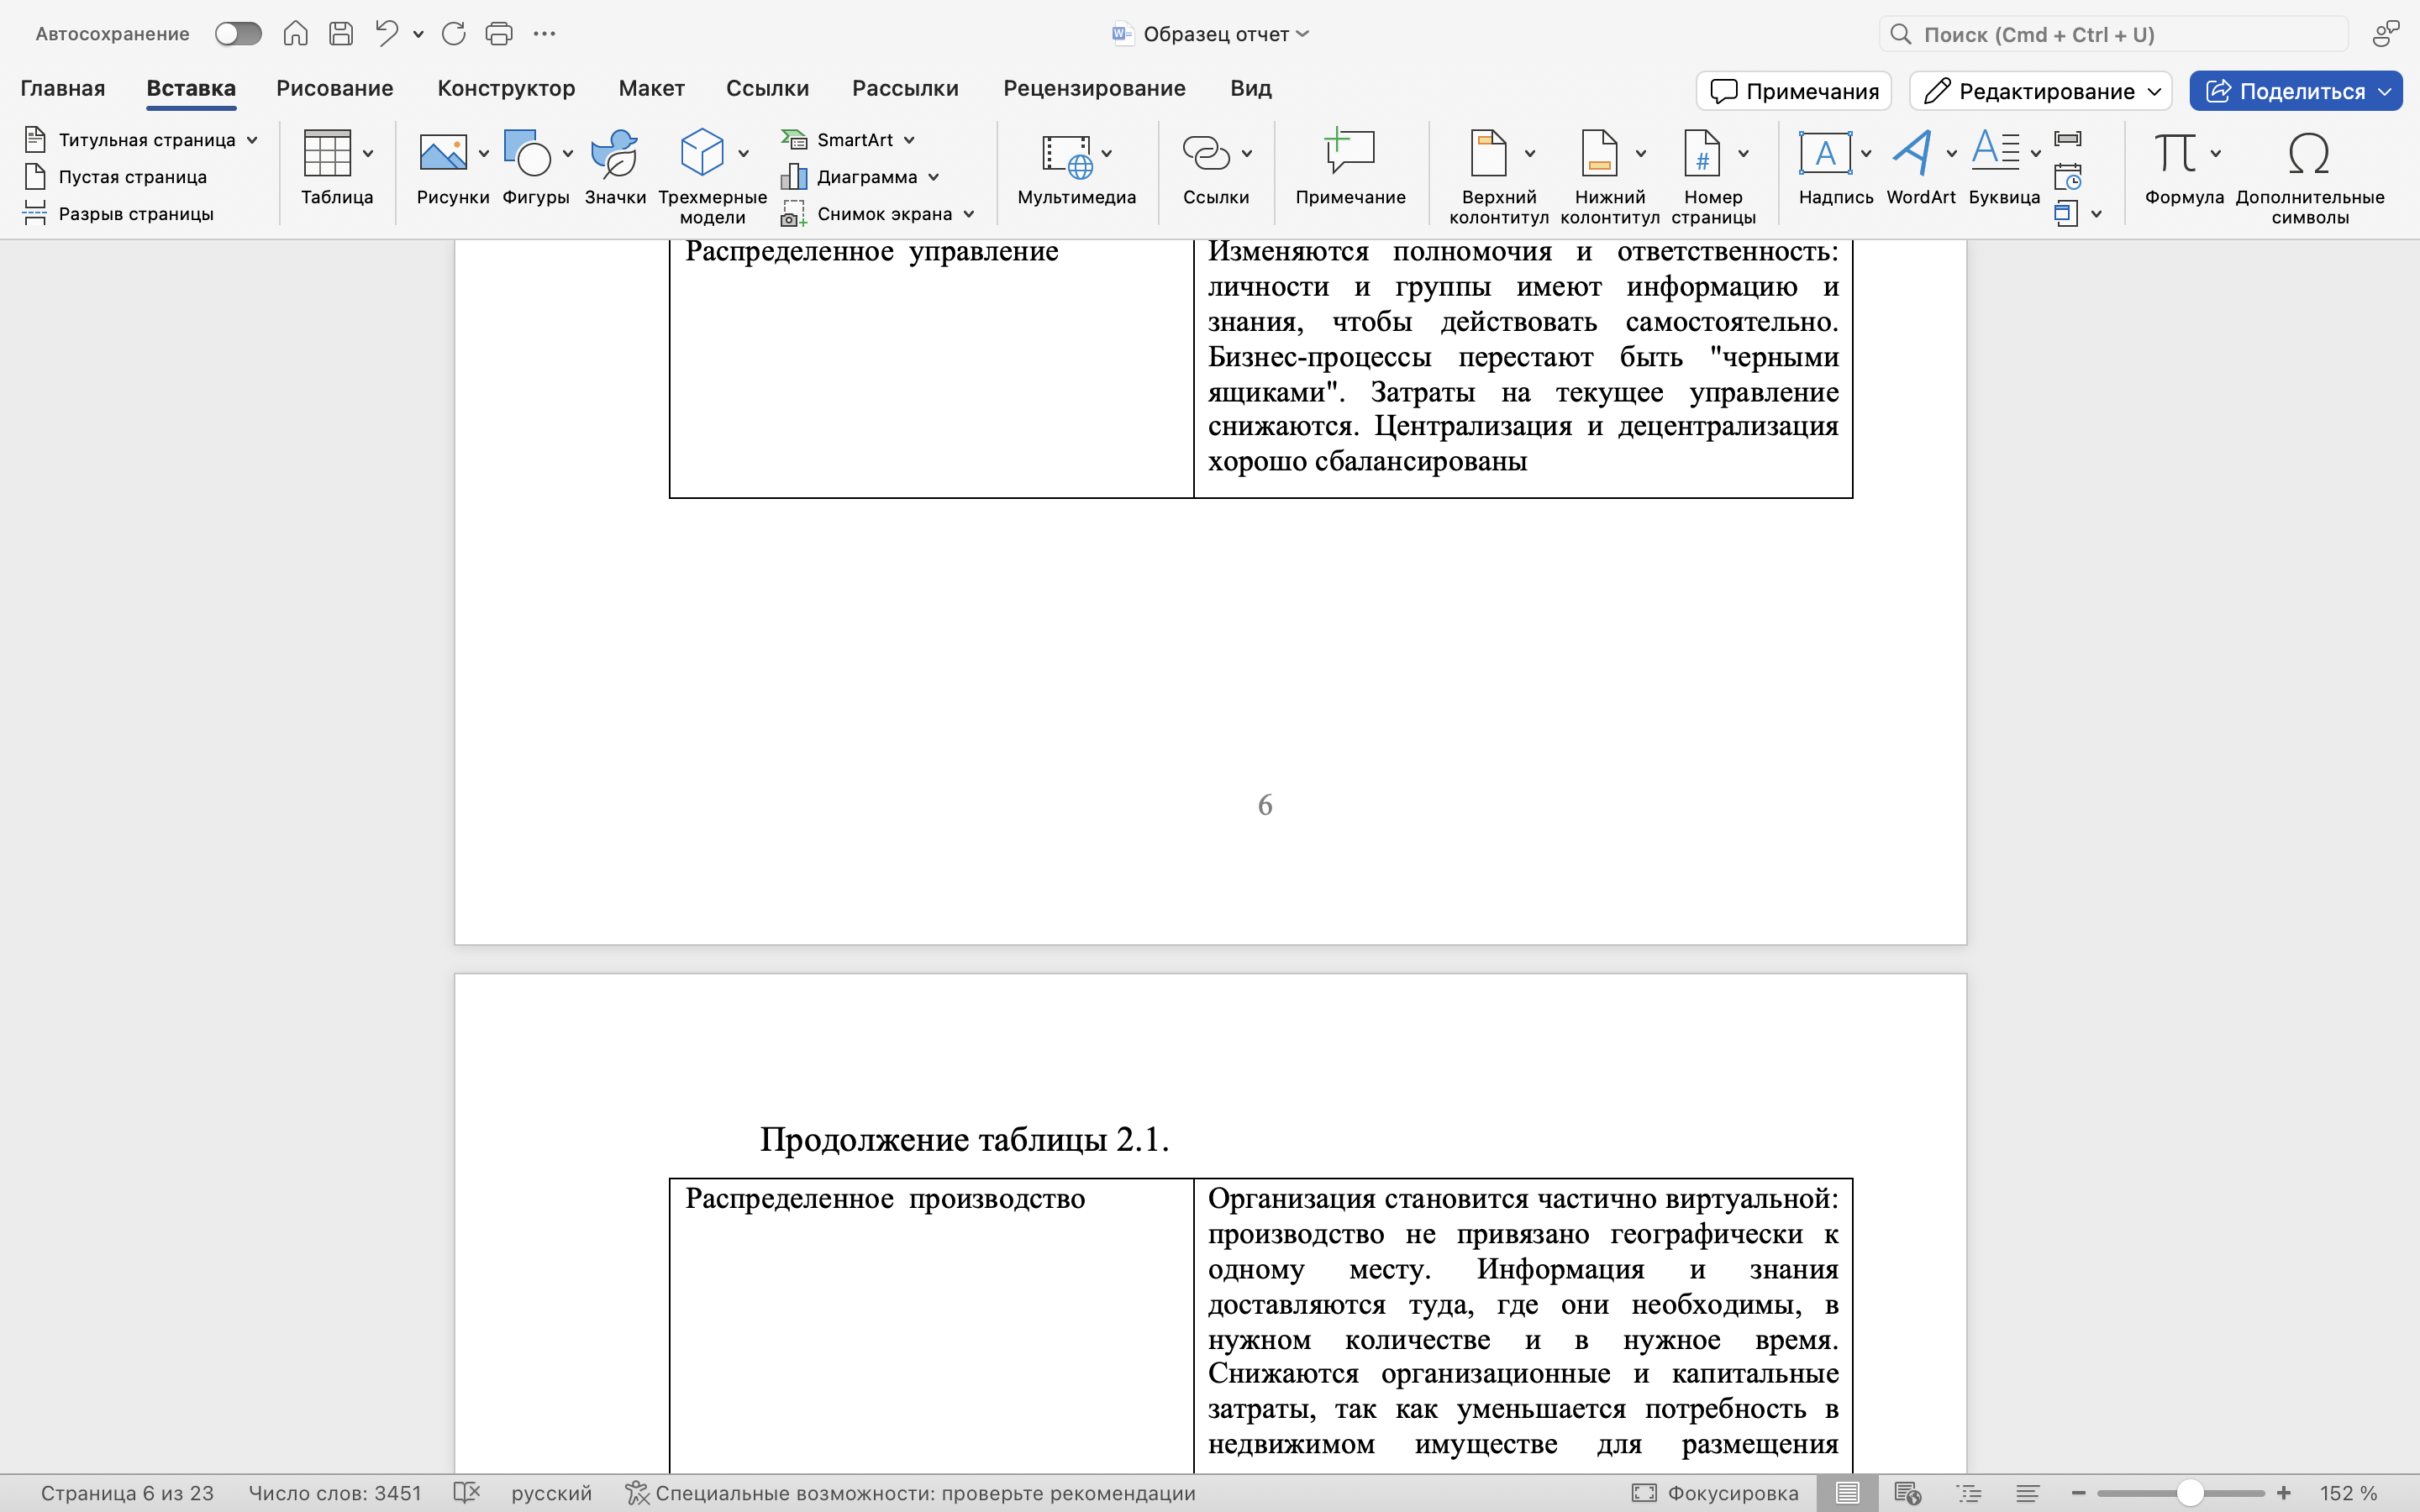 Автосохранение
Образец отчет
Поиск (Cmd + Ctrl + U)
Главная Вставка Рисование Конструктор Макет Ссылки Рассылки Рецензирование Вид
Примечания Редактирование Поделиться
Титульная страница
Пустая страница
Разрыв страницы
Таблица
Рисунки Фигуры Значки Трехмерные модели
SmartArt
Диаграмма
Снимок экрана
Мультимедиа
Ссылки
Примечание
Верхний колонтитул
Нижний колонтитул
Номер страницы
Надпись WordArt Буквица
Формула
Дополнительные символы
Распределенное управление
Изменяются полномочия и ответственность:
личности и группы имеют информацию и
знания, чтобы действовать самостоятельно.
Бизнес-процессы перестают быть "черными
ящиками". Затраты на текущее управление
снижаются. Централизация и децентрализация
хорошо сбалансированы
6
Продолжение таблицы 2.1.
Распределенное производство
Организация становится частично виртуальной:
производство не привязано географически к
одному месту. Информация и знания
доставляются туда, где они необходимы, в
нужном количестве и в нужное время.
Снижаются организационные и капитальные
затраты, так как уменьшается потребность в
недвижимом имуществе для размещения
Страница 6 из 23 Число слов: 3451 русский Специальные возможности: проверьте рекомендации Фокусировка 152 %